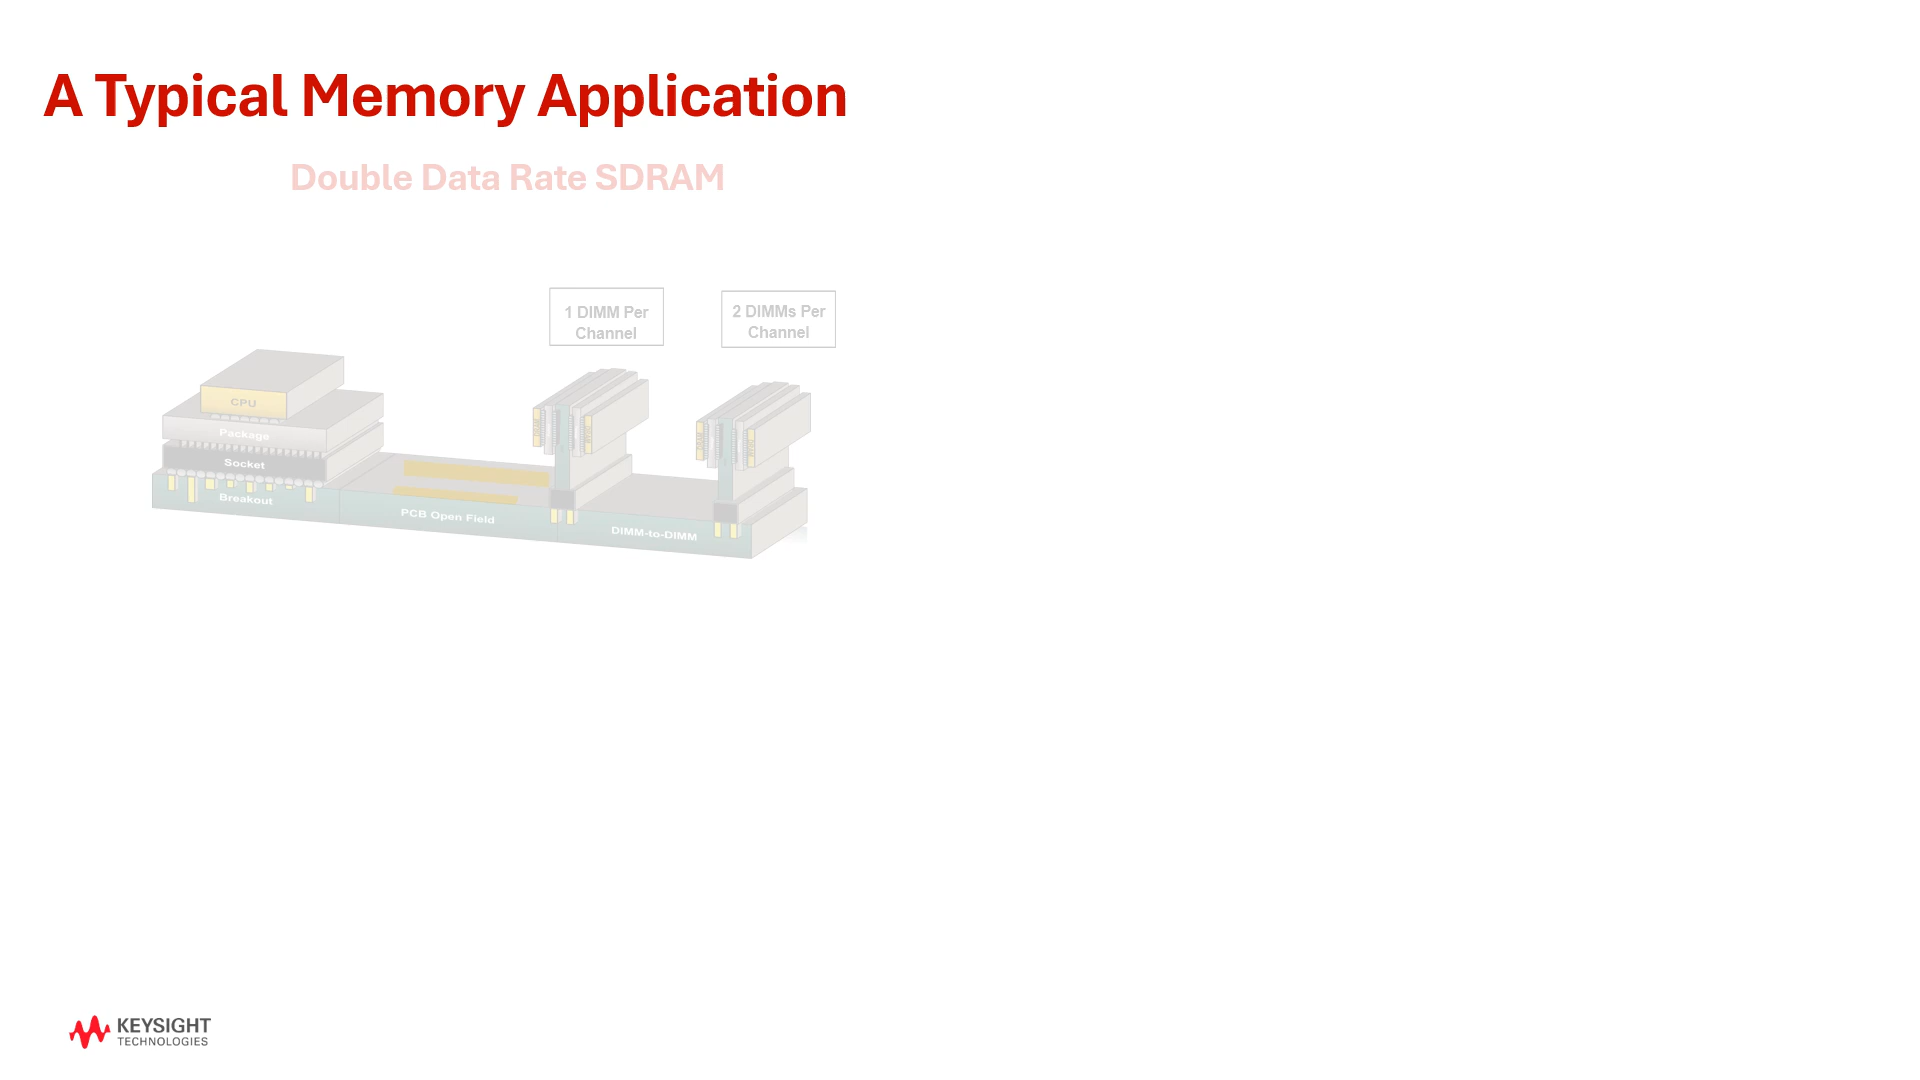 A Typical Memory Application
Double Data Rate SDRAM
1 DIMM Per
Channel
2 DIMMs Per
Channel
CPU
Package
Socket
Breakout
PCB Open Field
DIMM-to-DIMM
KEYSIGHT
TECHNOLOGIES